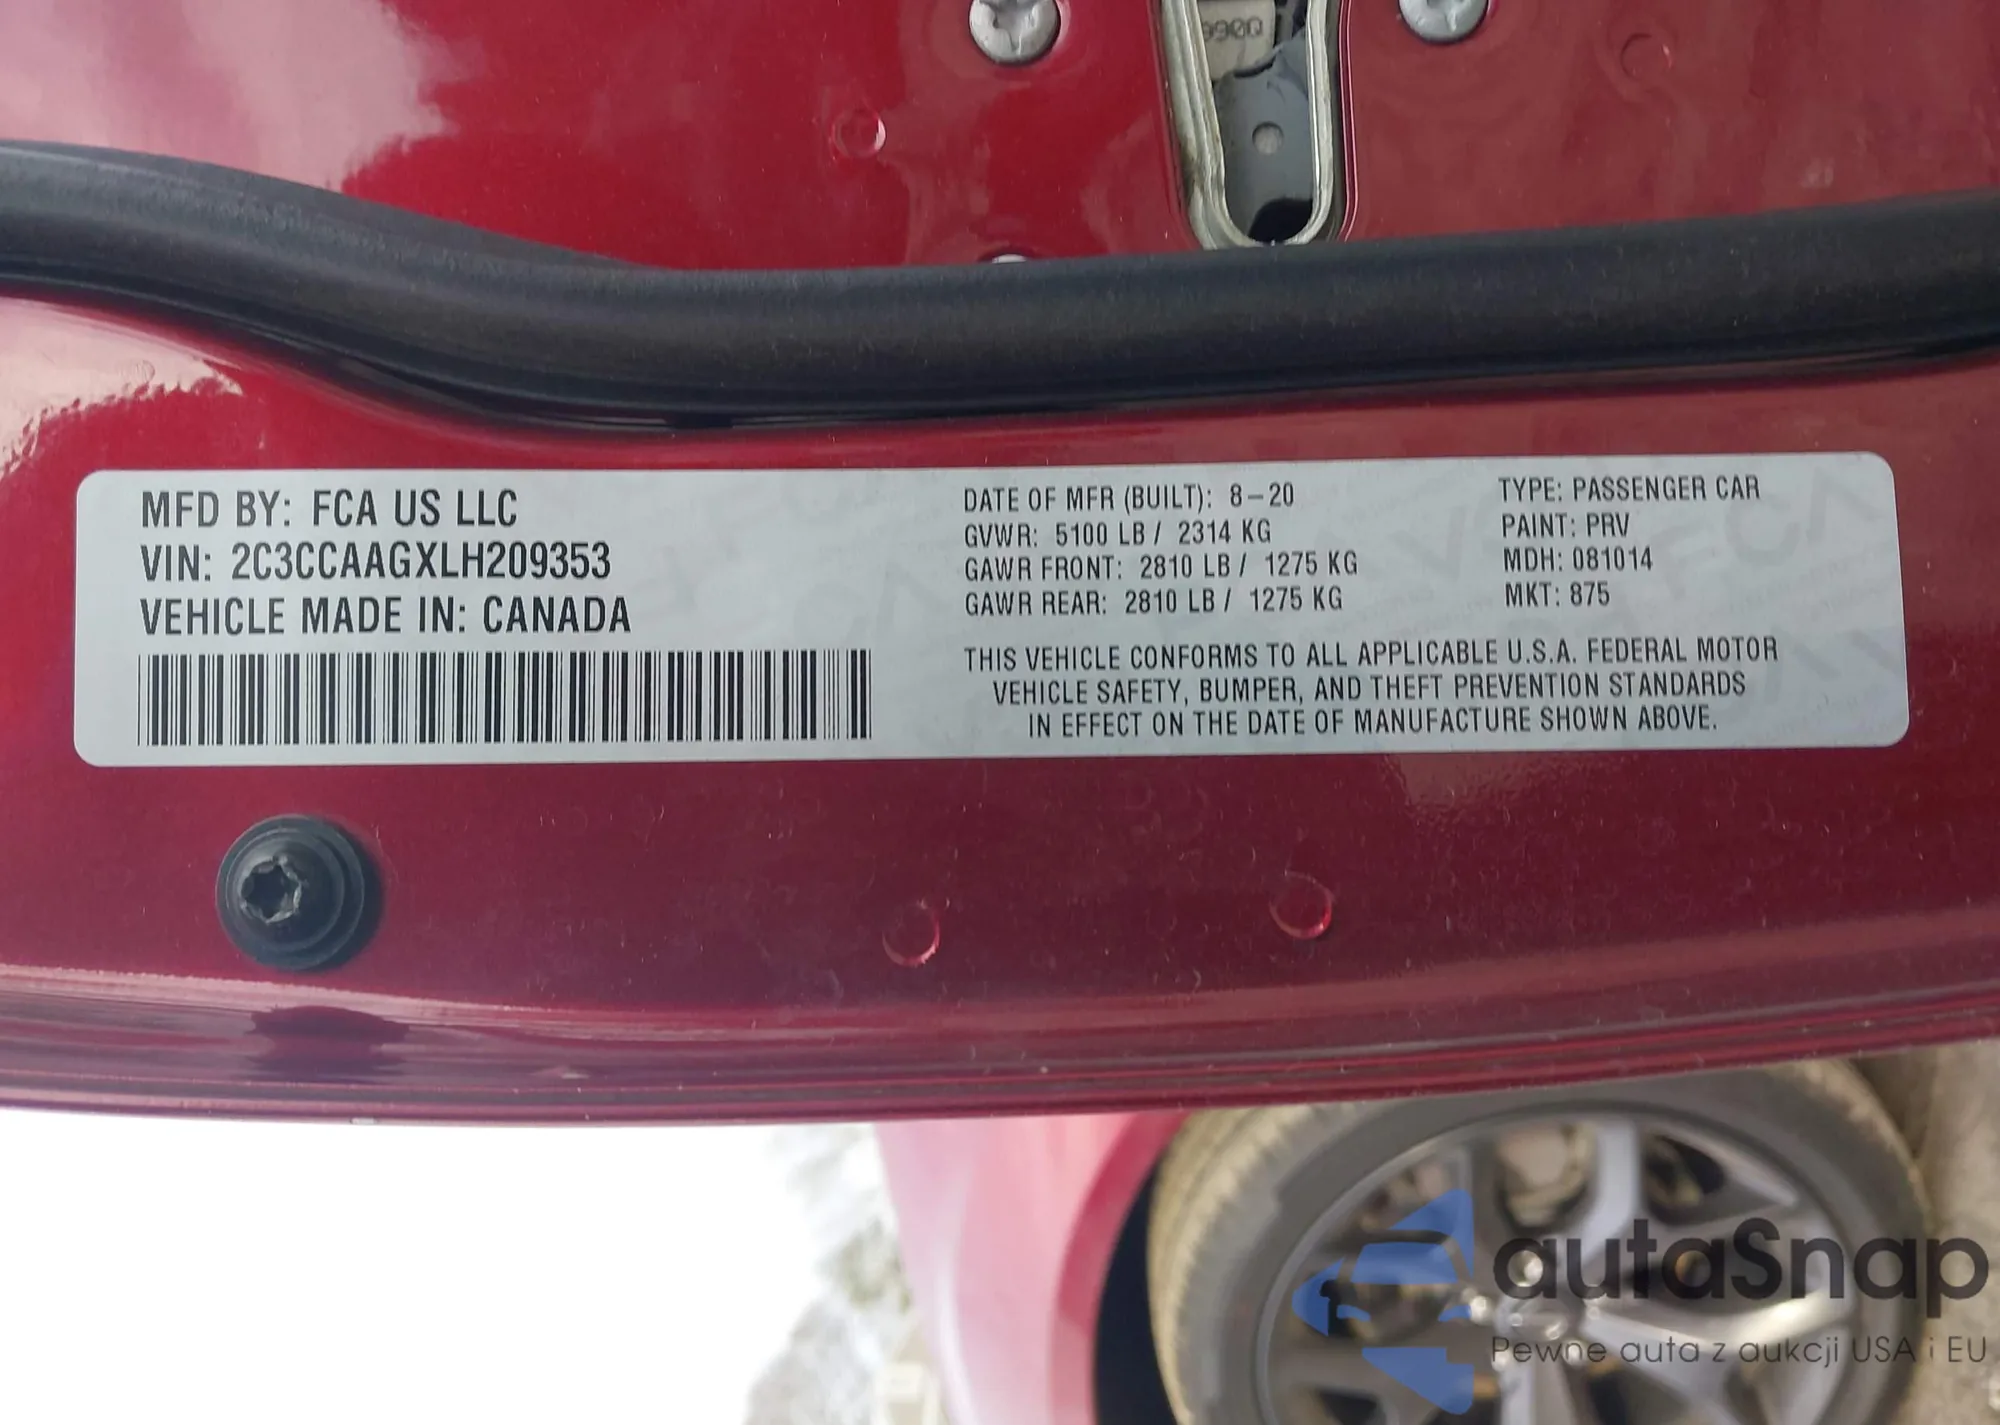 990Q
MFD BY: FCA US LLC
VIN: 2C3CCAAGXLH209353
VEHICLE MADE IN: CANADA
DATE OF MFR (BUILT): 8-20
GVWR: 5100 LB / 2314 KG
GAWR FRONT: 2810 LB / 1275 KG
GAWR REAR: 2810 LB / 1275 KG
TYPE: PASSENGER CAR
PAINT: PRV
MDH: 081014
MKT: 875
THIS VEHICLE CONFORMS TO ALL APPLICABLE U.S.A. FEDERAL MOTOR
VEHICLE SAFETY, BUMPER, AND THEFT PREVENTION STANDARDS
IN EFFECT ON THE DATE OF MANUFACTURE SHOWN ABOVE.
autaSnap
Pewne auta z aukcji USA i EU